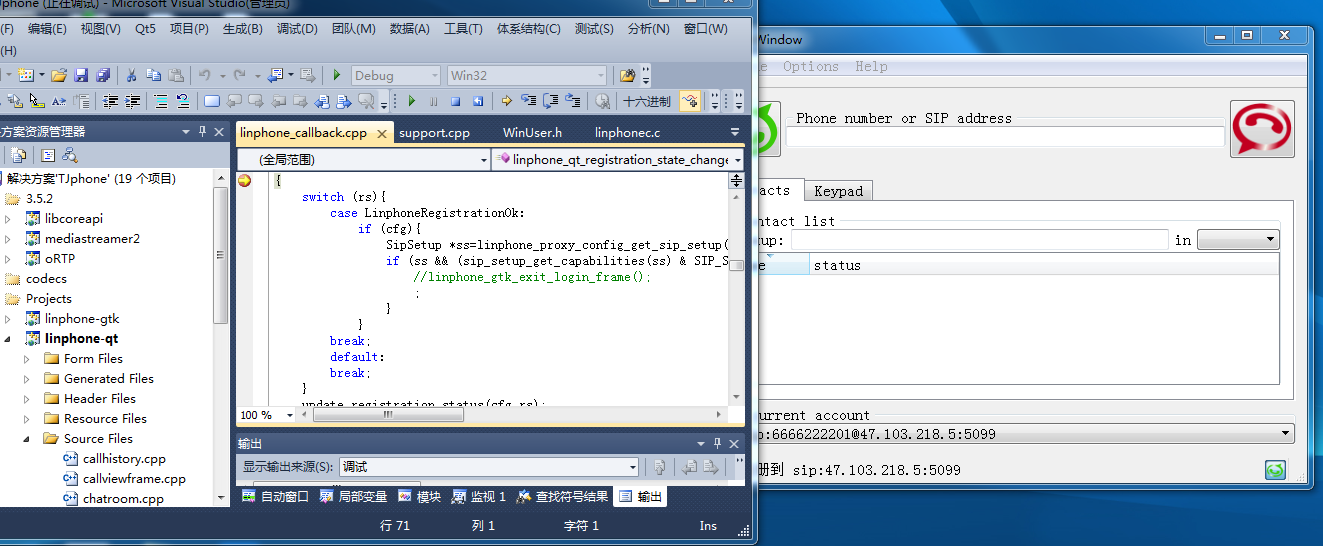 Jphone (正在调试) - Microsoft Visual Studio(管理员)
(F) 编辑(E) 视图(V) Qt5 项目(P) 生成(B) 调试(D) 团队(M) 数据(A) 工具(T) 体系结构(C) 测试(S) 分析(N) 窗口(W)
(H)
Debug Win32
十六进制
决方案资源管理器
解决方案'TJphone' (19 个项目)
3.5.2
libcoreapi
mediastreamer2
oRTP
codecs
Projects
linphone-gtk
linphone-qt
Form Files
Generated Files
Header Files
Resource Files
Source Files
callhistory.cpp
callviewframe.cpp
chatroom.cpp
linphone_callback.cpp support.cpp WinUser.h linphonec.c
(全局范围) linphone_qt_registration_state_change
{
switch (rs){
case LinphoneRegistrationOk:
if (cfg){
SipSetup *ss=linphone_proxy_config_get_sip_setup(
if (ss && (sip_setup_get_capabilities(ss) & SIP_S
//linphone_gtk_exit_login_frame();
;
}
}
break;
default:
break;
}
update_registration_status(cfg,rs);
100 %
输出
显示输出来源(S): 调试
自动窗口 局部变量 模块 监视 1 查找符号结果 输出
行 71 列 1 字符 1 Ins
Window
e Options Help
Phone number or SIP address
acts Keypad
ntact list
up: in
e status
urrent account
p:6666222201@47.103.218.5:5099
册到 sip:47.103.218.5:5099